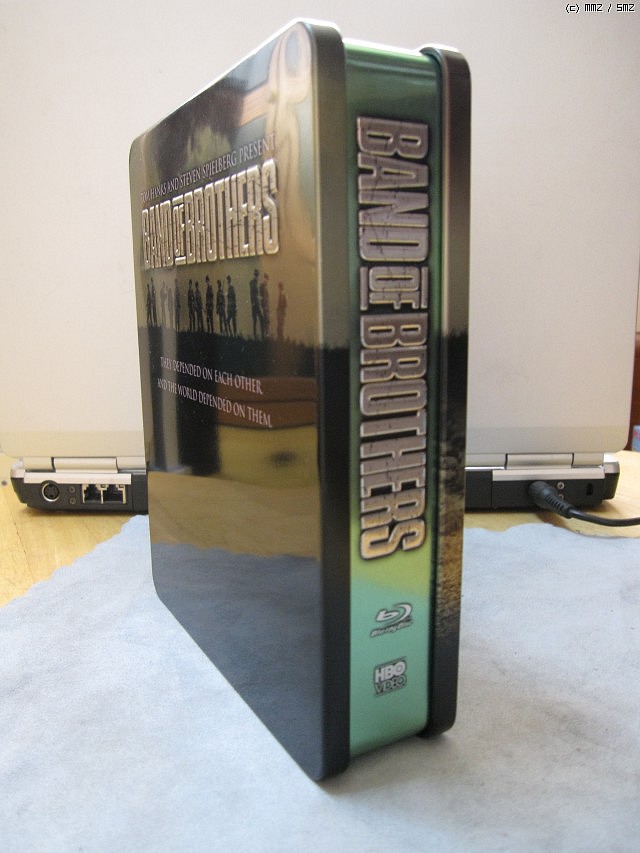 (c) MMZ / SMZ
TOM HANKS AND STEVEN SPIELBERG PRESENT
BAND OF BROTHERS
THEY DEPENDED ON EACH OTHER
AND THE WORLD DEPENDED ON THEM.
BAND OF BROTHERS
Blu-ray Disc
HBO
VIDEO